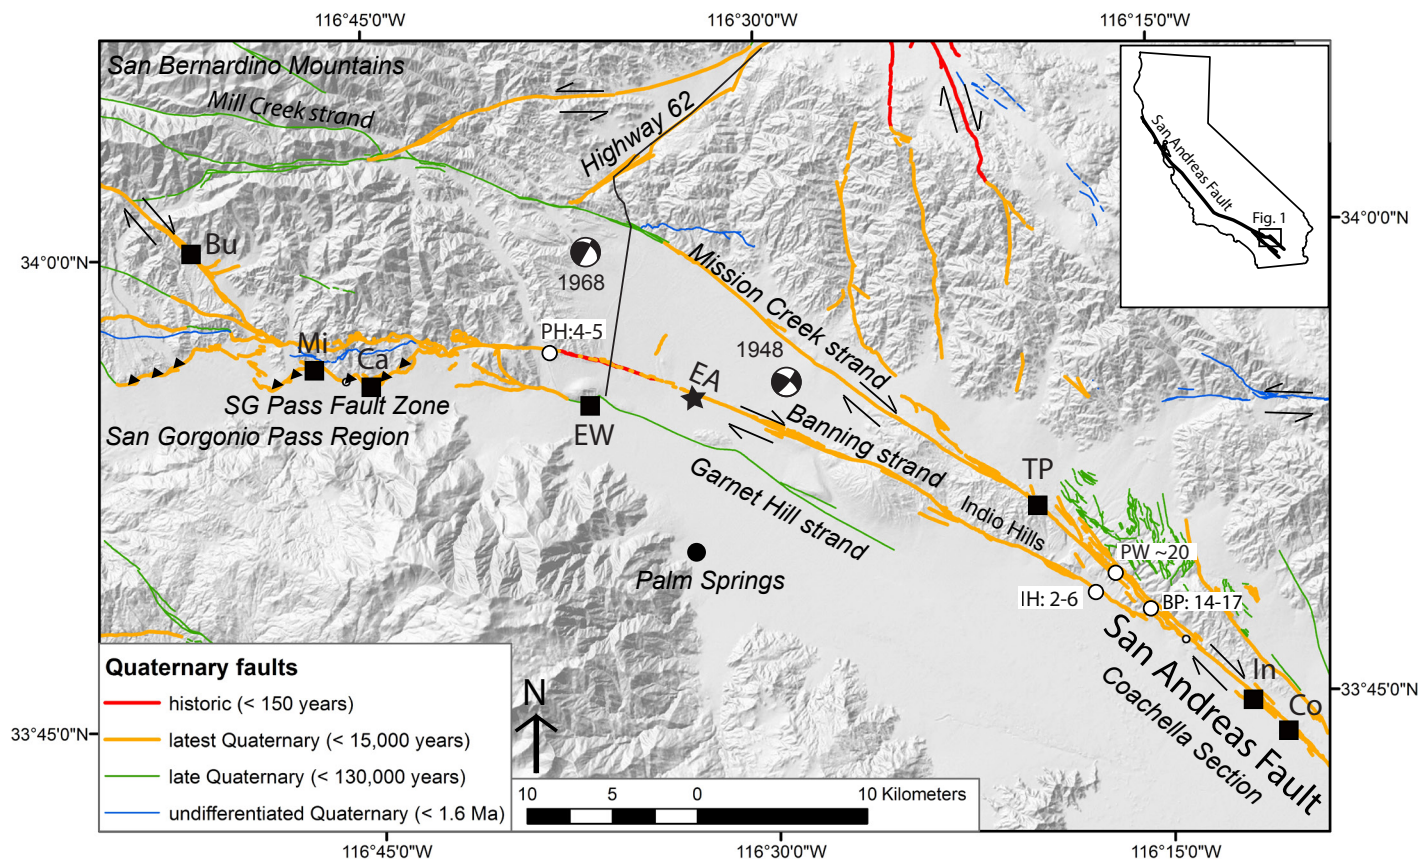 116°45'0"W
116°30'0"W
116°15'0"W
San Bernardino Mountains
Mill Creek strand
Highway 62
San Andreas Fault
Fig. 1
34°0'0"N
34°0'0"N
Bu
1968
Mission Creek strand
PH:4-5
Mi
Ca
1948
EA
SG Pass Fault Zone
San Gorgonio Pass Region
EW
Banning strand
Garnet Hill strand
TP
Indio Hills
Palm Springs
PW ~20
IH: 2-6
BP: 14-17
San Andreas Fault
Coachella Section
In
Co
33°45'0"N
33°45'0"N
Quaternary faults
historic (< 150 years)
latest Quaternary (< 15,000 years)
late Quaternary (< 130,000 years)
undifferentiated Quaternary (< 1.6 Ma)
N
10 5 0 10 Kilometers
116°45'0"W
116°30'0"W
116°15'0"W